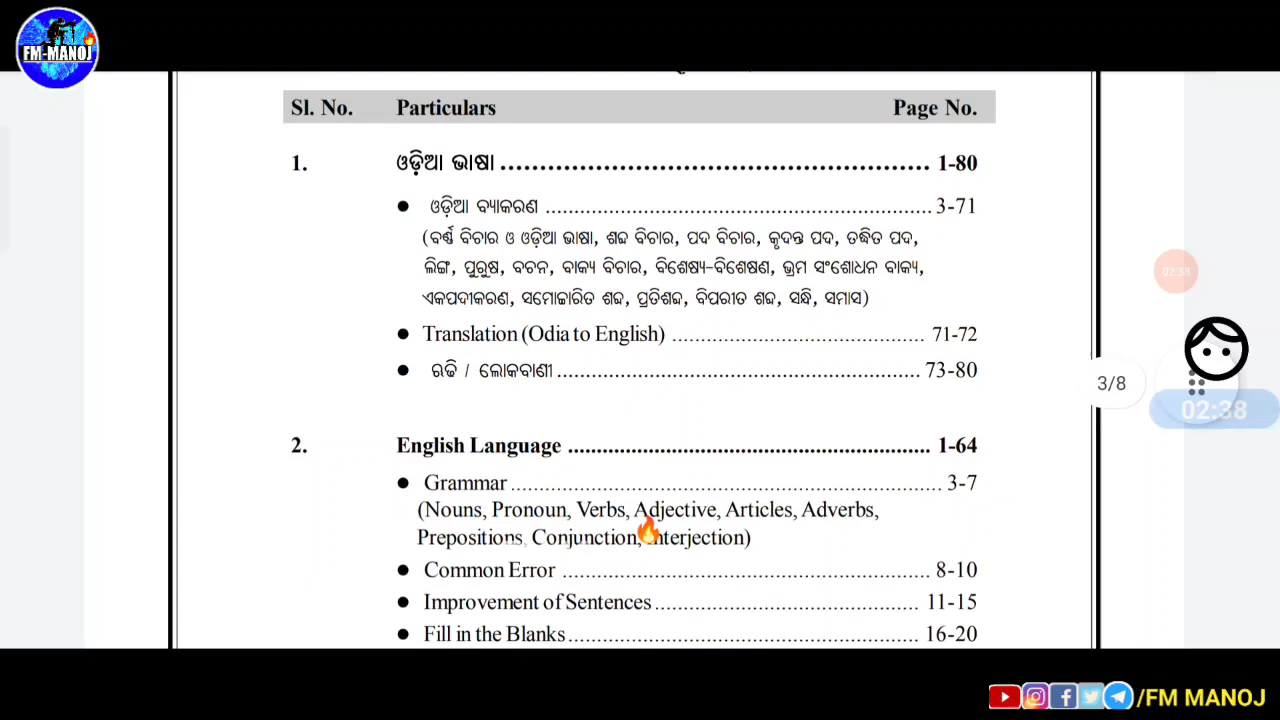 FM-MANOJ
Sl. No. Particulars Page No.
1. ଓଡ଼ିଆ ଭାଷା ........................................................ 1-80
● ଓଡ଼ିଆ ବ୍ୟାକରଣ ........................................................ 3-71
(ବର୍ଣ୍ଣ ବିଚାର ଓ ଓଡ଼ିଆ ଭାଷା, ଶବ୍ଦ ବିଚାର, ପଦ ବିଚାର, କୃଦନ୍ତ ପଦ, ତଦ୍ଧିତ ପଦ,
ଲିଙ୍ଗ, ପୁରୁଷ, ବଚନ, ବାକ୍ୟ ବିଚାର, ବିଶେଷ୍ୟ-ବିଶେଷଣ, ଭ୍ରମ ସଂଶୋଧନ ବାକ୍ୟ,
ଏକପଦୀକରଣ, ସମୋଚ୍ଚାରିତ ଶବ୍ଦ, ପ୍ରତିଶବ୍ଦ, ବିପରୀତ ଶବ୍ଦ, ସନ୍ଧି, ସମାସ)
● Translation (Odia to English) ................................................ 71-72
● ରୂଢି / ଲୋକବାଣୀ ........................................................ 73-80
2. English Language ........................................................ 1-64
● Grammar ........................................................ 3-7
(Nouns, Pronoun, Verbs, Adjective, Articles, Adverbs,
Prepositions, Conjunction, Interjection)
● Common Error ........................................................ 8-10
● Improvement of Sentences ................................................ 11-15
● Fill in the Blanks ........................................................ 16-20
02:38
3/8
02:38
/FM MANOJ